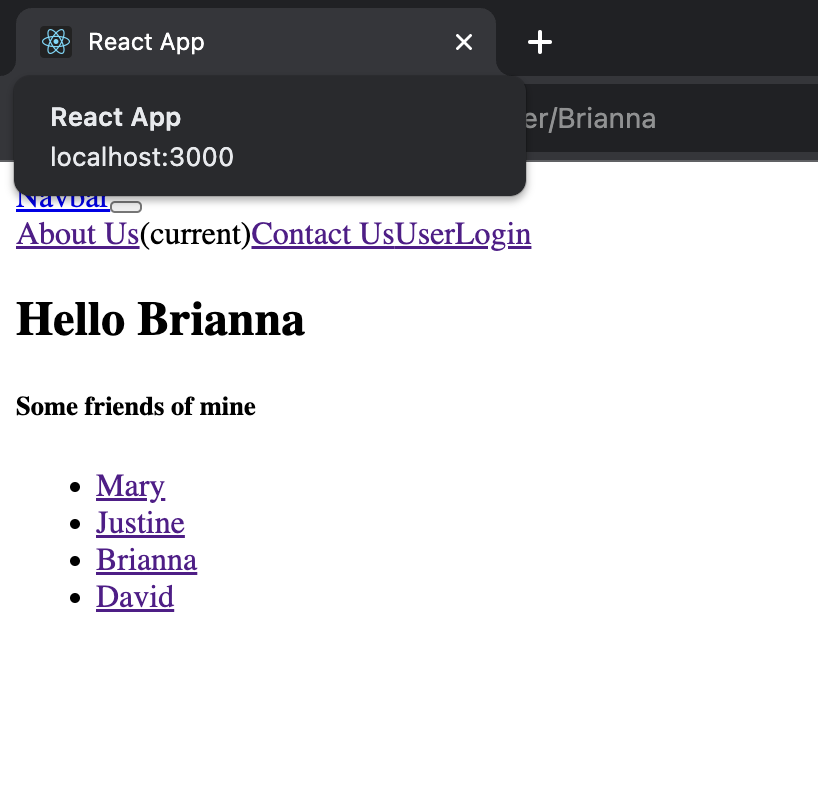 React App
React App
localhost:3000
er/Brianna
Navbar
About Us(current)Contact UsUserLogin
Hello Brianna
Some friends of mine
Mary
Justine
Brianna
David